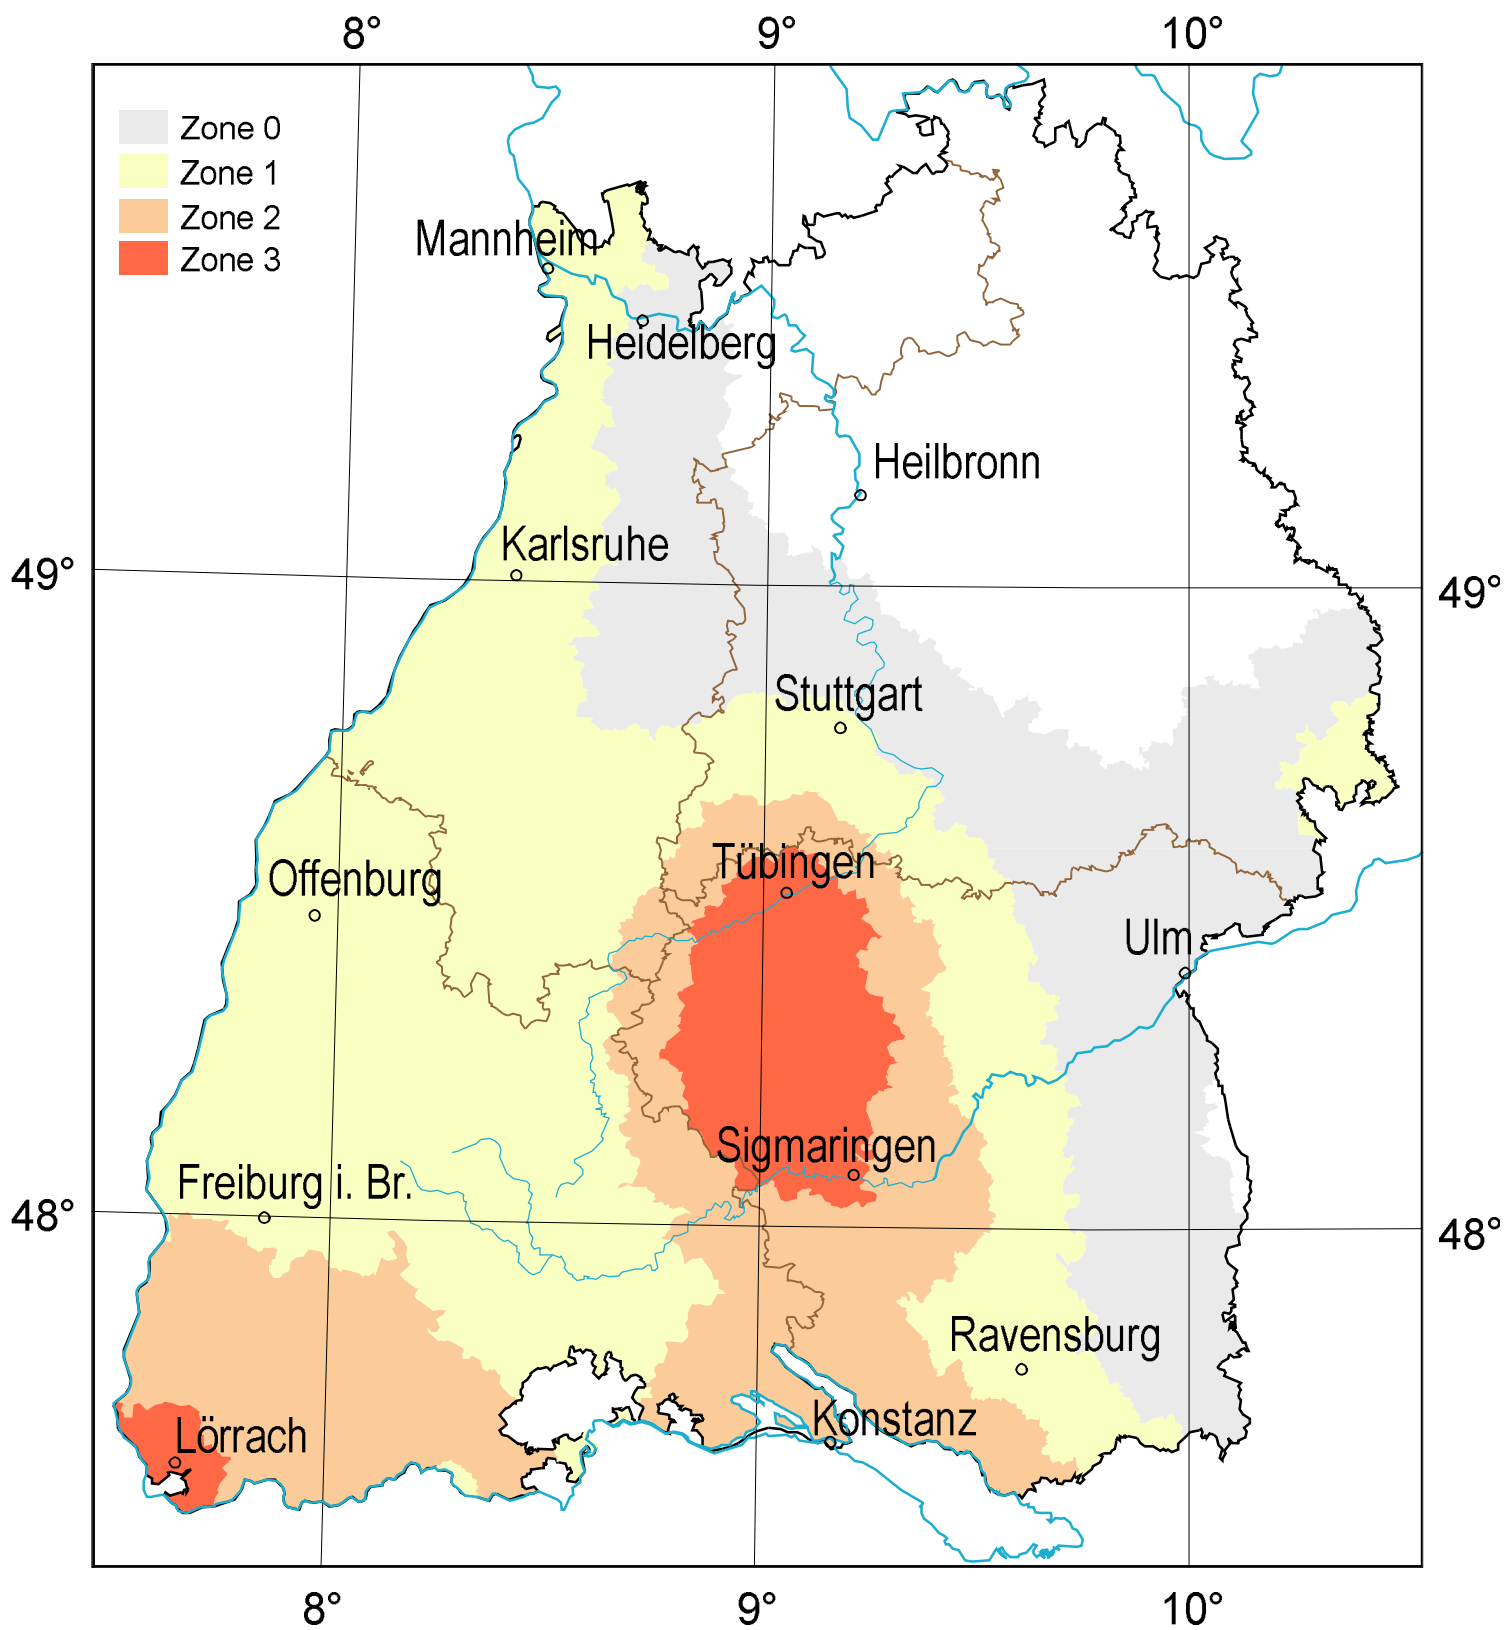 8°
9°
10°
Zone 0
Zone 1
Zone 2
Zone 3
Mannheim
Heidelberg
Heilbronn
Karlsruhe
49°
49°
Stuttgart
Tübingen
Offenburg
Ulm
Sigmaringen
Freiburg i. Br.
48°
48°
Ravensburg
Konstanz
Lörrach
8°
9°
10°